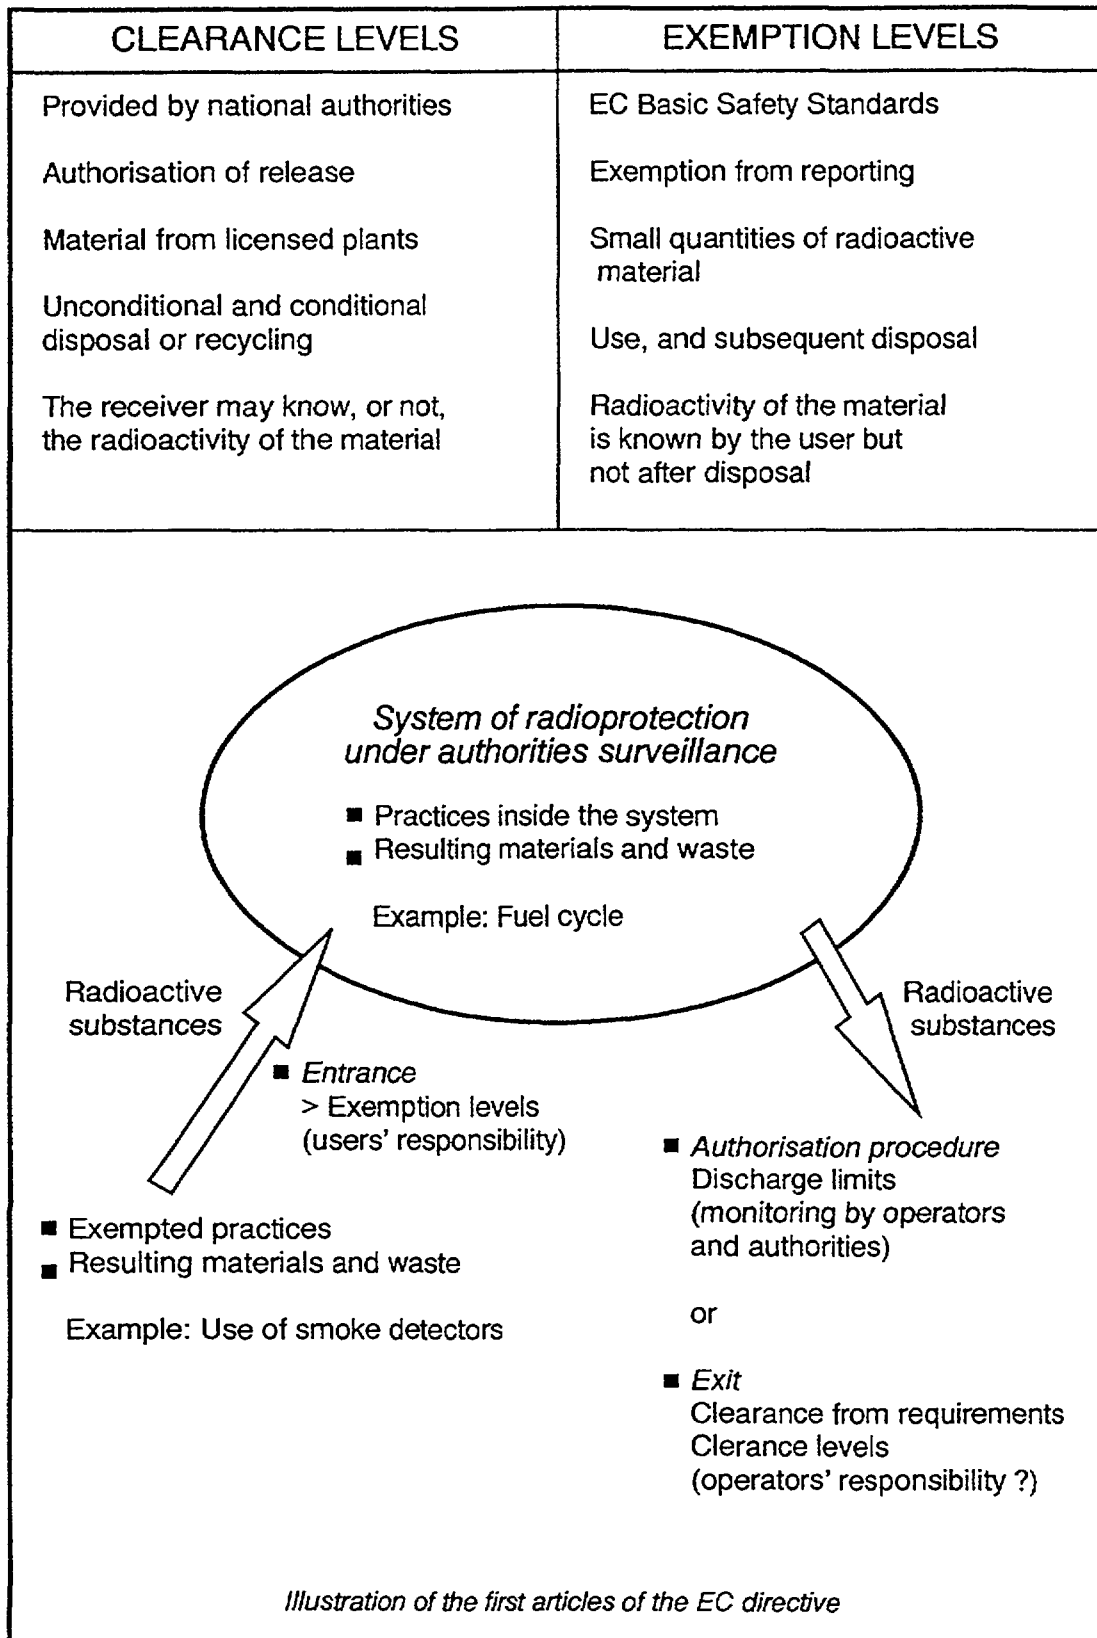 CLEARANCE LEVELS
Provided by national authorities
Authorisation of release
Material from licensed plants
Unconditional and conditional
disposal or recycling
The receiver may know, or not,
the radioactivity of the material
EXEMPTION LEVELS
EC Basic Safety Standards
Exemption from reporting
Small quantities of radioactive
material
Use, and subsequent disposal
Radioactivity of the material
is known by the user but
not after disposal
System of radioprotection
under authorities surveillance
■ Practices inside the system
■ Resulting materials and waste
Example: Fuel cycle
Radioactive
substances
■ Entrance
> Exemption levels
(users' responsibility)
■ Exempted practices
■ Resulting materials and waste
Example: Use of smoke detectors
Radioactive
substances
■ Authorisation procedure
Discharge limits
(monitoring by operators
and authorities)
or
■ Exit
Clearance from requirements
Clerance levels
(operators' responsibility ?)
Illustration of the first articles of the EC directive